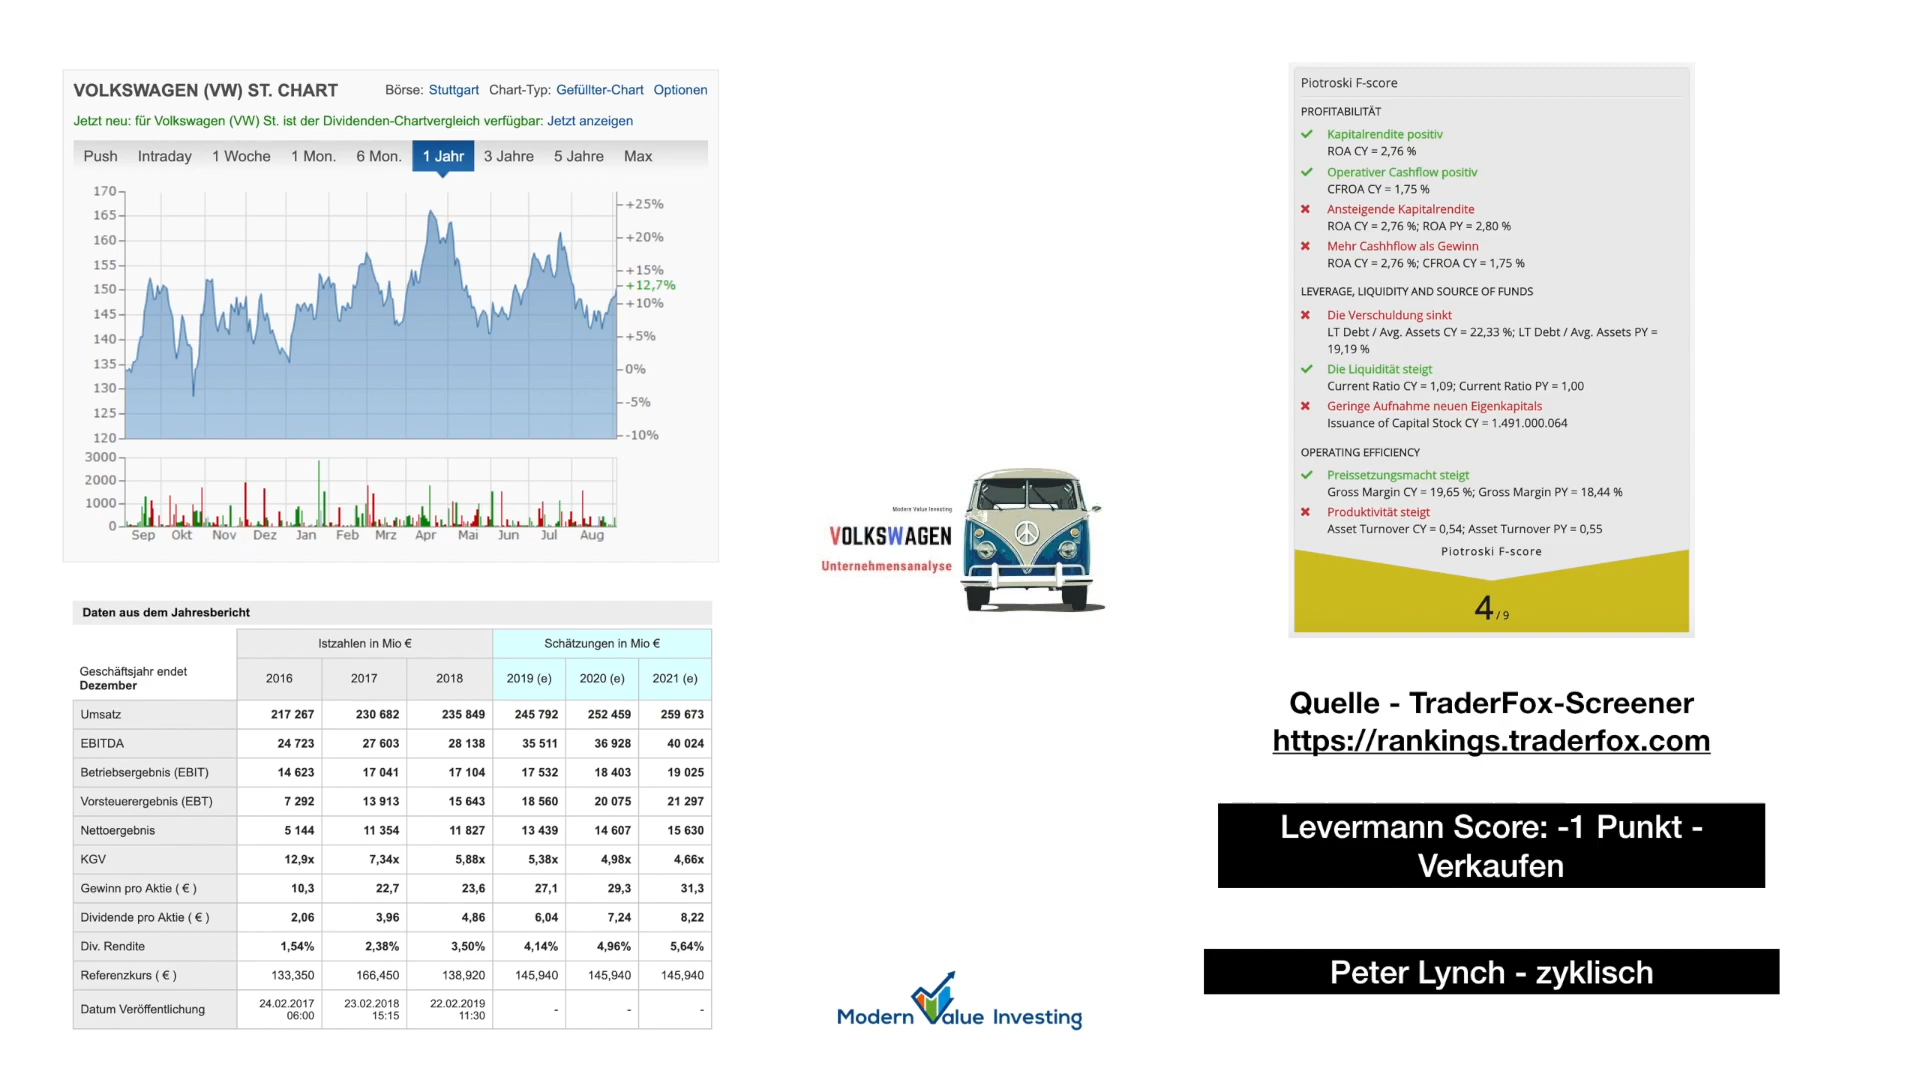 VOLKSWAGEN (VW) ST. CHART
Börse: Stuttgart Chart-Typ: Gefüllter-Chart Optionen
Jetzt neu: für Volkswagen (VW) St. ist der Dividenden-Chartvergleich verfügbar: Jetzt anzeigen
Push Intraday 1 Woche 1 Mon. 6 Mon. 1 Jahr 3 Jahre 5 Jahre Max
170
165
160
155
150
145
140
135
130
125
120
+25%
+20%
+15%
+12,7%
+10%
+5%
0%
-5%
-10%
3000
2000
1000
0
Sep Okt Nov Dez Jan Feb Mrz Apr Mai Jun Jul Aug
Daten aus dem Jahresbericht
Istzahlen in Mio € Schätzungen in Mio €
Geschäftsjahr endet
Dezember
2016 2017 2018 2019 (e) 2020 (e) 2021 (e)
Umsatz 217 267 230 682 235 849 245 792 252 459 259 673
EBITDA 24 723 27 603 28 138 35 511 36 928 40 024
Betriebsergebnis (EBIT) 14 623 17 041 17 104 17 532 18 403 19 025
Vorsteuerergebnis (EBT) 7 292 13 913 15 643 18 560 20 075 21 297
Nettoergebnis 5 144 11 354 11 827 13 439 14 607 15 630
KGV 12,9x 7,34x 5,88x 5,38x 4,98x 4,66x
Gewinn pro Aktie ( € ) 10,3 22,7 23,6 27,1 29,3 31,3
Dividende pro Aktie ( € ) 2,06 3,96 4,86 6,04 7,24 8,22
Div. Rendite 1,54% 2,38% 3,50% 4,14% 4,96% 5,64%
Referenzkurs ( € ) 133,350 166,450 138,920 145,940 145,940 145,940
Datum Veröffentlichung 24.02.2017 23.02.2018 22.02.2019 - - -
06:00 15:15 11:30
Modern Value Investing
VOLKSWAGEN
Unternehmensanalyse
Modern Value Investing
Piotroski F-score
PROFITABILITÄT
Kapitalrendite positiv
ROA CY = 2,76 %
Operativer Cashflow positiv
CFROA CY = 1,75 %
Ansteigende Kapitalrendite
ROA CY = 2,76 %; ROA PY = 2,80 %
Mehr Cashhflow als Gewinn
ROA CY = 2,76 %; CFROA CY = 1,75 %
LEVERAGE, LIQUIDITY AND SOURCE OF FUNDS
Die Verschuldung sinkt
LT Debt / Avg. Assets CY = 22,33 %; LT Debt / Avg. Assets PY =
19,19 %
Die Liquidität steigt
Current Ratio CY = 1,09; Current Ratio PY = 1,00
Geringe Aufnahme neuen Eigenkapitals
Issuance of Capital Stock CY = 1.491.000.064
OPERATING EFFICIENCY
Preissetzungsmacht steigt
Gross Margin CY = 19,65 %; Gross Margin PY = 18,44 %
Produktivität steigt
Asset Turnover CY = 0,54; Asset Turnover PY = 0,55
Piotroski F-score
4 / 9
Quelle - TraderFox-Screener
https://rankings.traderfox.com
Levermann Score: -1 Punkt -
Verkaufen
Peter Lynch - zyklisch